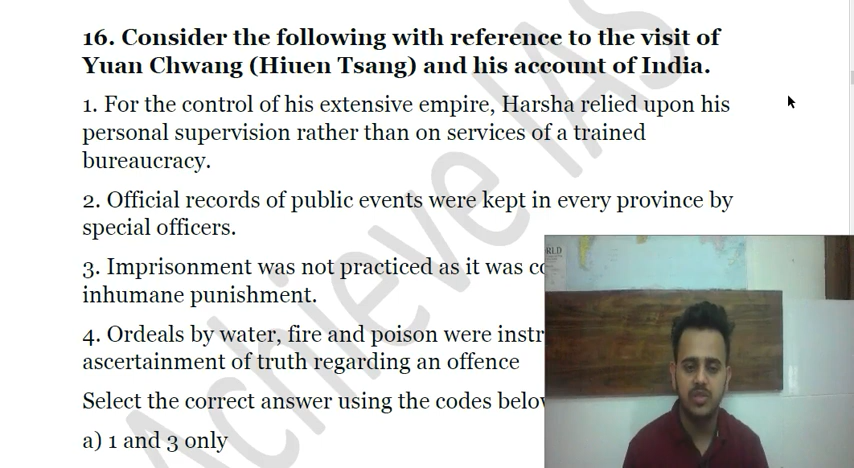 16. Consider the following with reference to the visit of
Yuan Chwang (Hiuen Tsang) and his account of India.
1. For the control of his extensive empire, Harsha relied upon his
personal supervision rather than on services of a trained
bureaucracy.
2. Official records of public events were kept in every province by
special officers.
3. Imprisonment was not practiced as it was
inhumane punishment.
4. Ordeals by water, fire and poison were
ascertainment of truth regarding an offence
Select the correct answer using the codes
a) 1 and 3 only
Achieve IAS